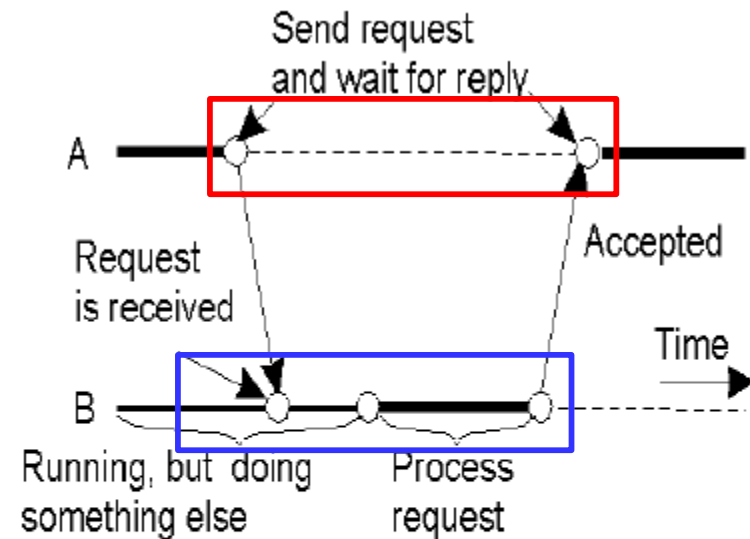 Send request
and wait for reply
A
Accepted
Request
is received
Time
B
Running, but doing
something else
Process
request